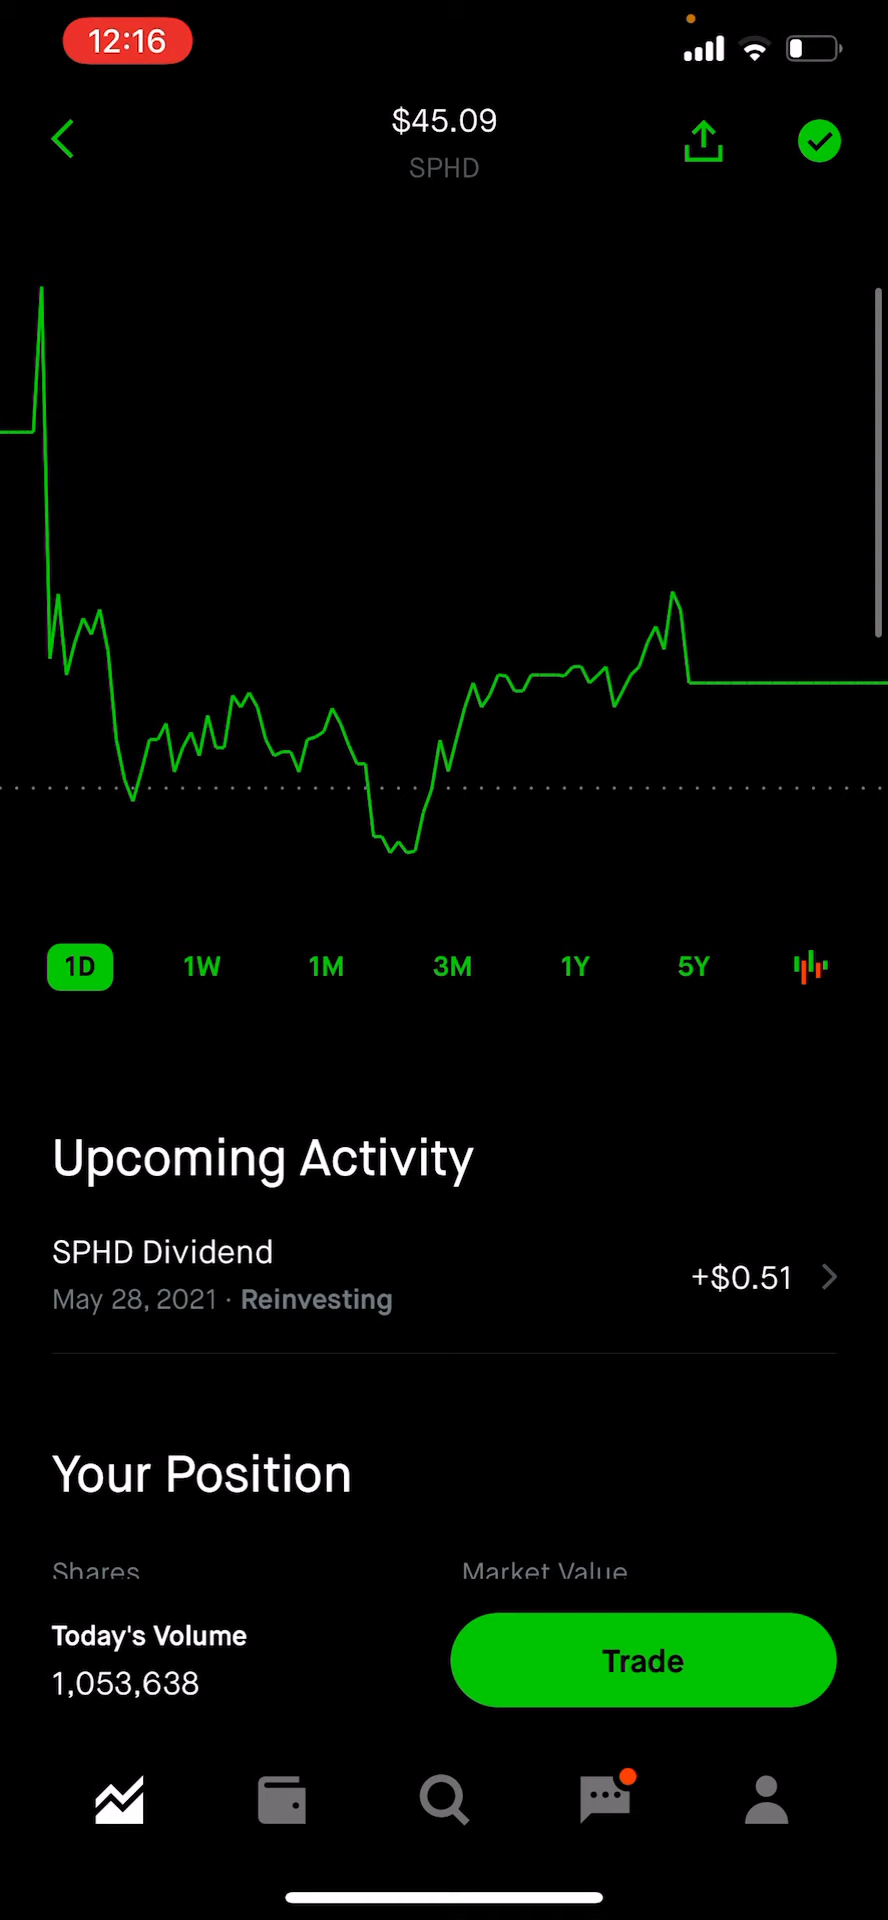 12:16
$45.09
SPHD
1D 1W 1M 3M 1Y 5Y
Upcoming Activity
SPHD Dividend
+$0.51
May 28, 2021 · Reinvesting
Your Position
Shares Market Value
Today's Volume
1,053,638
Trade